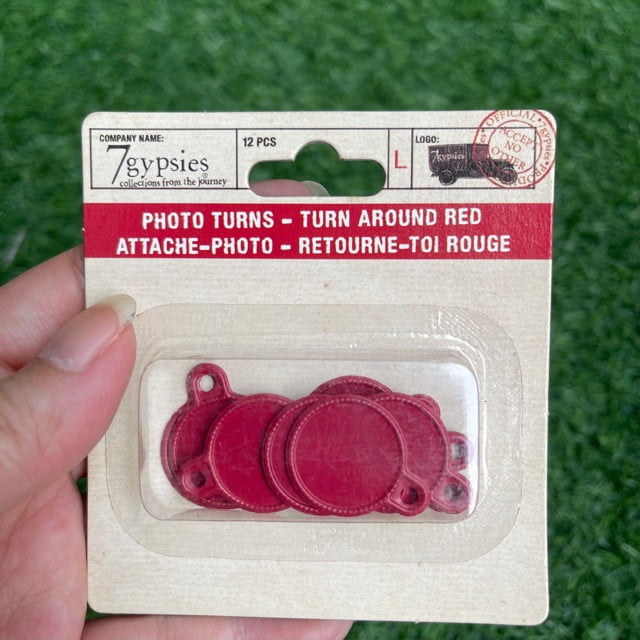 COMPANY NAME:
7gypsies
collections from the journey
12 PCS
L
LOGO:
7gypsies
OFFICIAL
ACCEPT
NO
OTHER
PHOTO TURNS - TURN AROUND RED
ATTACHE-PHOTO - RETOURNE-TOI ROUGE